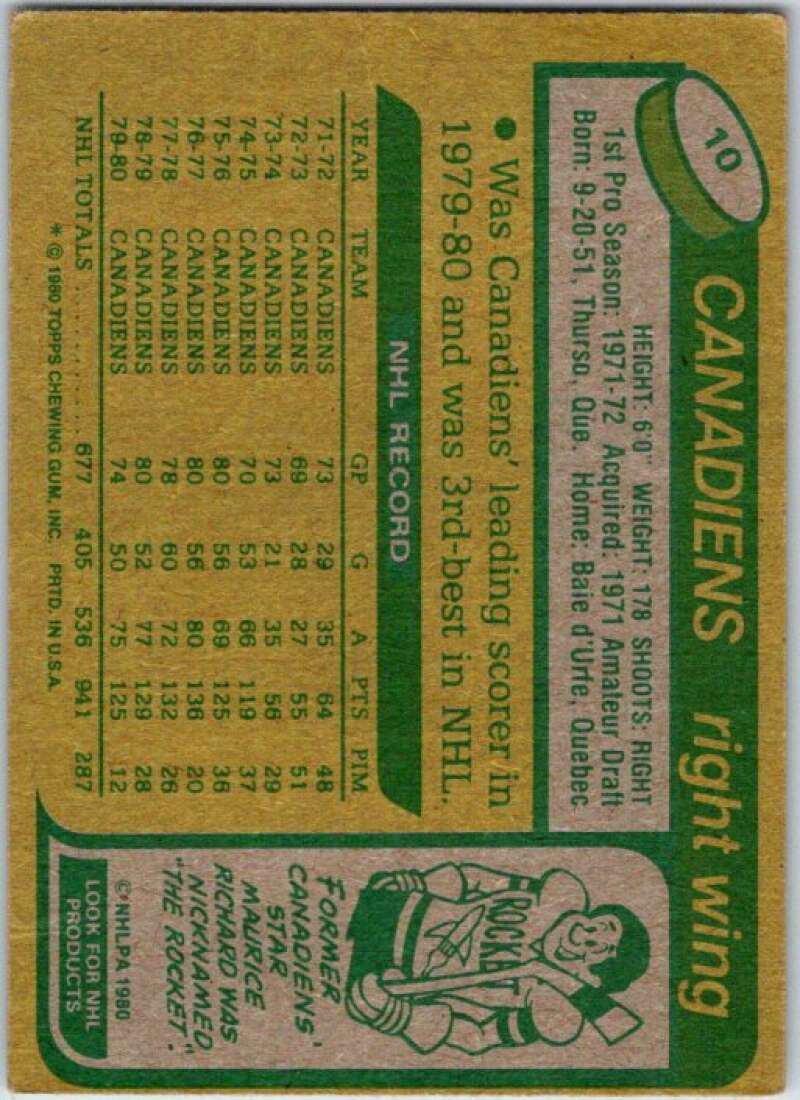 10
CANADIENS right wing
HEIGHT: 6'0" WEIGHT: 178 SHOOTS: RIGHT
1st Pro Season: 1971-72 Acquired: 1971 Amateur Draft
Born: 9-20-51, Thurso, Que. Home: Baie d'Urfe, Quebec
● Was Canadiens' leading scorer in
1979-80 and was 3rd-best in NHL.
NHL RECORD
YEAR TEAM GP G A PTS PIM
71-72 CANADIENS 73 29 35 64 48
72-73 CANADIENS 69 28 27 55 51
73-74 CANADIENS 73 21 35 56 29
74-75 CANADIENS 70 53 66 119 37
75-76 CANADIENS 80 56 69 125 36
76-77 CANADIENS 80 56 80 136 20
77-78 CANADIENS 78 60 72 132 26
78-79 CANADIENS 80 52 77 129 28
79-80 CANADIENS 74 50 75 125 12
NHL TOTALS .......... 677 405 536 941 287
* © 1980 TOPPS CHEWING GUM, INC. PRTD. IN U.S.A.
ROCKET
FORMER
CANADIENS'
STAR
MAURICE
RICHARD WAS
NICKNAMED
"THE ROCKET".
© NHLPA 1980
LOOK FOR NHL
PRODUCTS